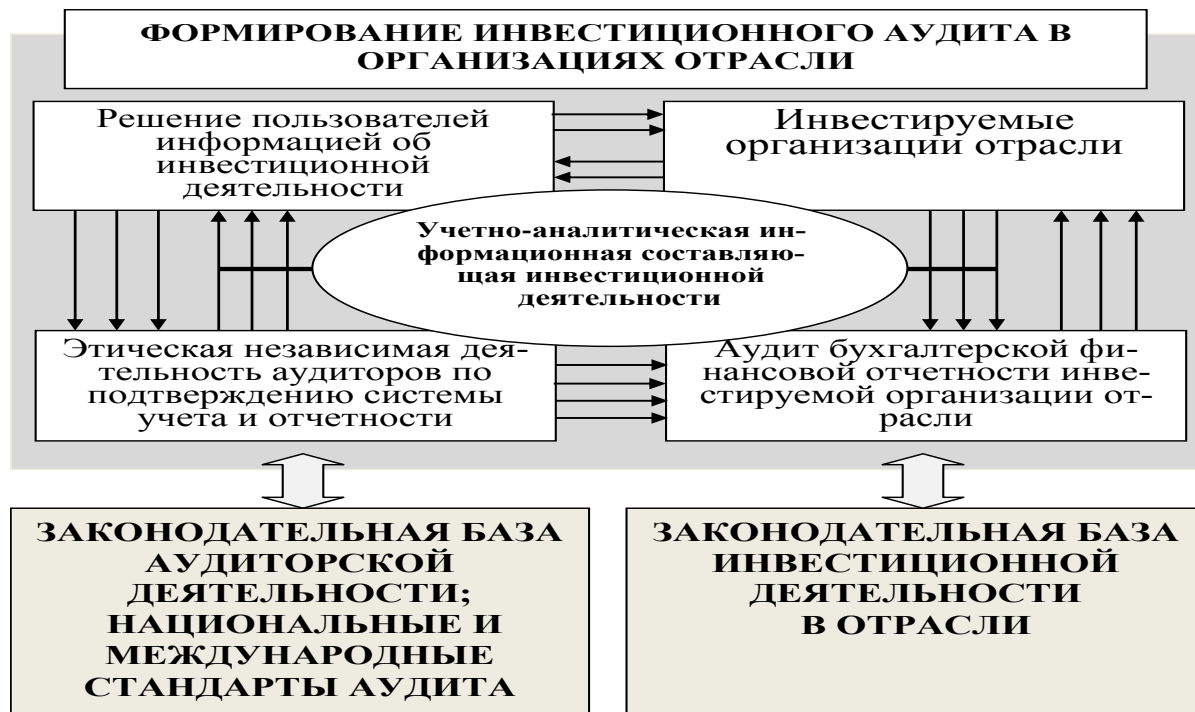 ФОРМИРОВАНИЕ ИНВЕСТИЦИОННОГО АУДИТА В
ОРГАНИЗАЦИЯХ ОТРАСЛИ
Решение пользователей
информацией об
инвестиционной
деятельности
Инвестируемые
организации отрасли
Учетно-аналитическая ин-
формационная составляю-
щая инвестиционной
деятельности
Этическая независимая дея-
тельность аудиторов по
подтверждению системы
учета и отчетности
Аудит бухгалтерской фи-
нансовой отчетности инве-
стируемой организации от-
расли
ЗАКОНОДАТЕЛЬНАЯ БАЗА
АУДИТОРСКОЙ
ДЕЯТЕЛЬНОСТИ;
НАЦИОНАЛЬНЫЕ И
МЕЖДУНАРОДНЫЕ
СТАНДАРТЫ АУДИТА
ЗАКОНОДАТЕЛЬНАЯ БАЗА
ИНВЕСТИЦИОННОЙ
ДЕЯТЕЛЬНОСТИ
В ОТРАСЛИ